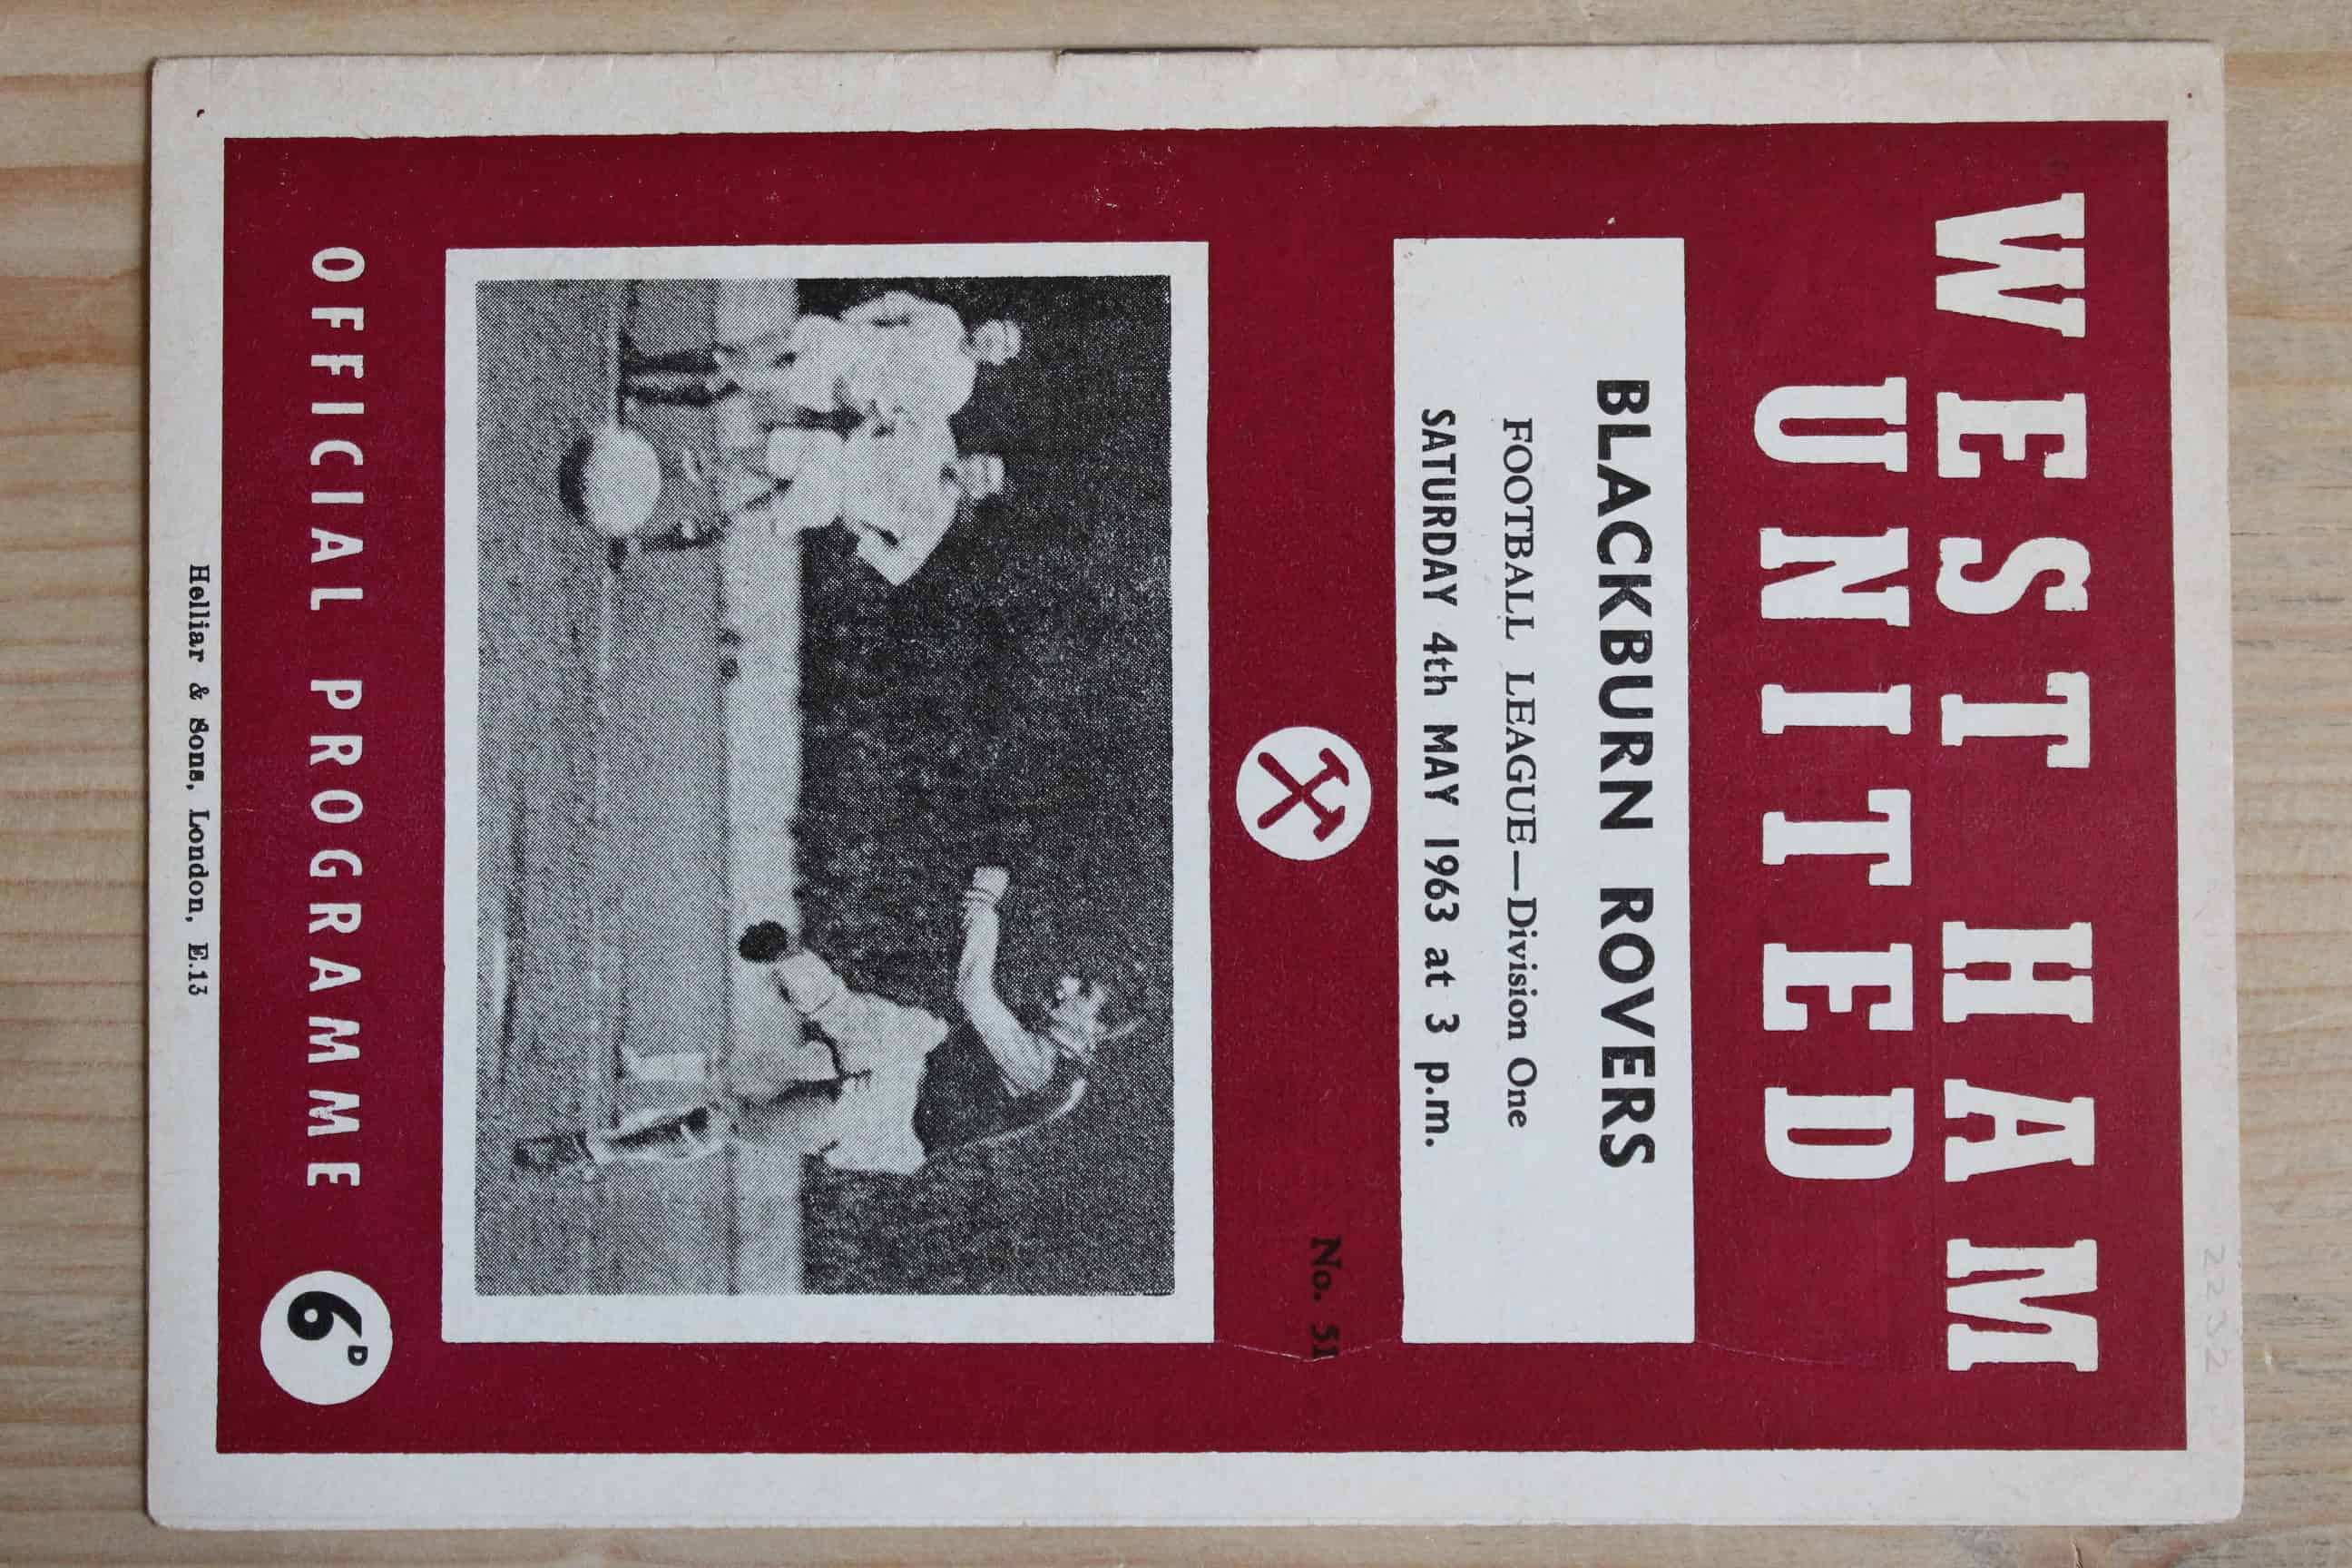 2232
WEST HAM
UNITED
BLACKBURN ROVERS
FOOTBALL LEAGUE—Division One
SATURDAY 4th MAY 1963 at 3 p.m.
No. 51
OFFICIAL PROGRAMME
6D
Helliar & Sons, London, E.13